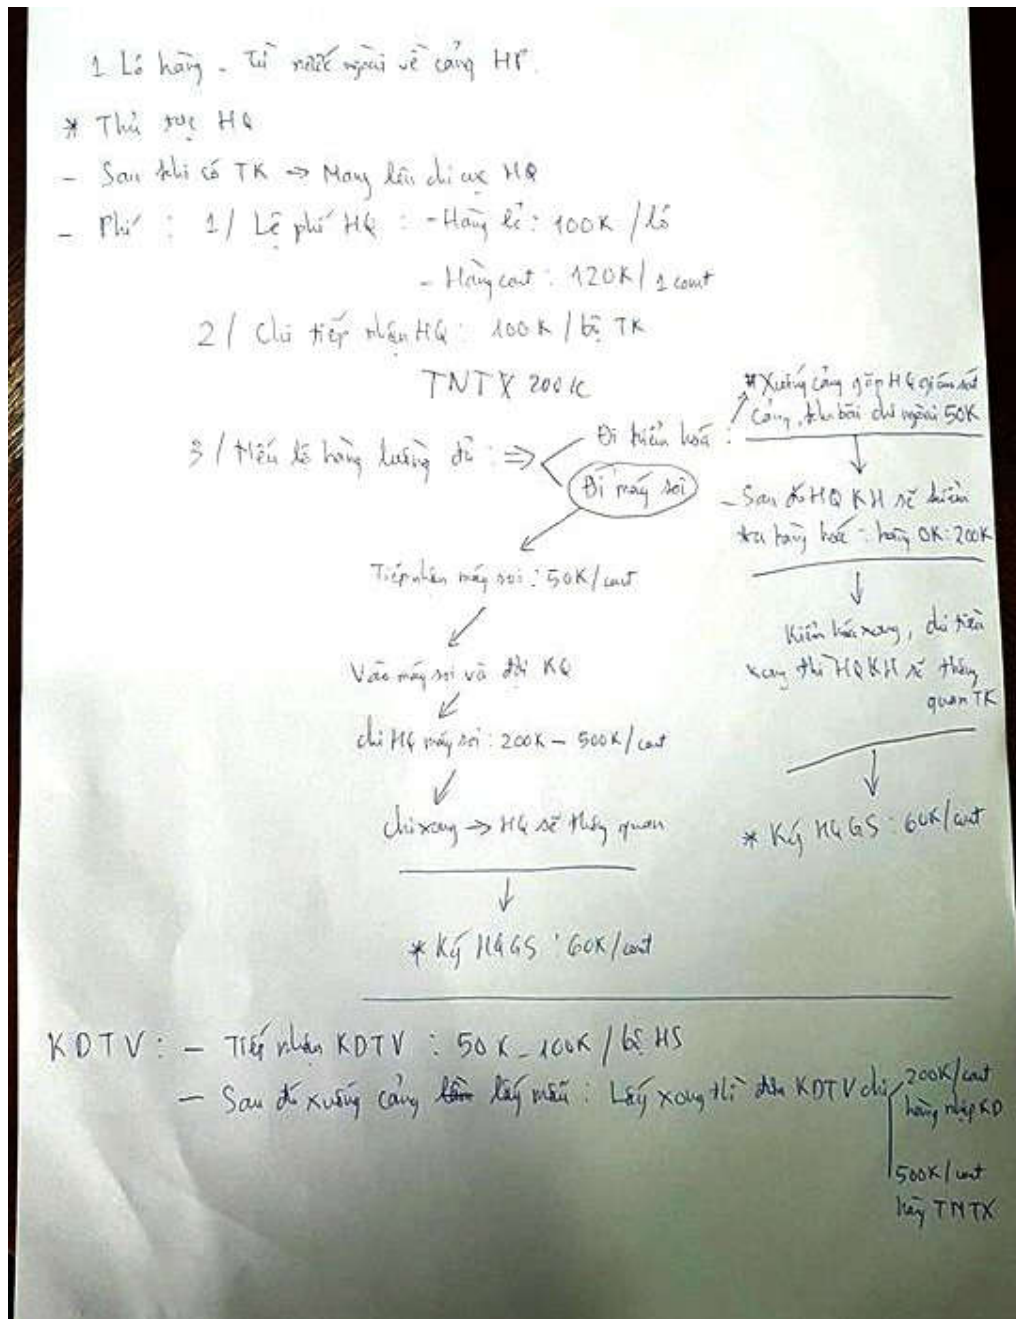 1 Lô hàng - Từ nước ngoài về cảng HP.
* Thủ tục HQ
- Sau khi có TK => Mang lên chi cục HQ
- Phí : 1/ Lệ phí HQ : - Hàng lẻ : 100K /lô
- Hàng cont : 120K/ 1 cont
2/ Chi tiếp nhận HQ : 100K / bộ TK
TNTX 200K
3/ Nếu lô hàng luồng đỏ : =>
Đi kiểm hoá :
Đi máy soi
Tiếp nhận máy soi : 50K/cont
Vào máy soi và đợi KQ
chi HQ máy soi : 200K - 500K/cont
chi xong -> HQ sẽ thông quan
* Ký HQGS : 60K/cont
* Xuống cảng gặp HQ giám sát
cảng, kho bãi chi ngoài 50K
- Sau đó HQ KH sẽ kiểm
tra hàng hoá : hàng OK : 200K
Kiểm hoá xong, chi tiền
xong thì HQKH sẽ thông
quan TK
* Ký HQGS : 60K/cont
KDTV : - Tiếp nhận KDTV : 50K - 100K / bộ HS
- Sau đó xuống cảng lấy mẫu : Lấy xong thì đưa KDTV chi
200K/cont
hàng nhập KD
500K/cont
hàng TNTX